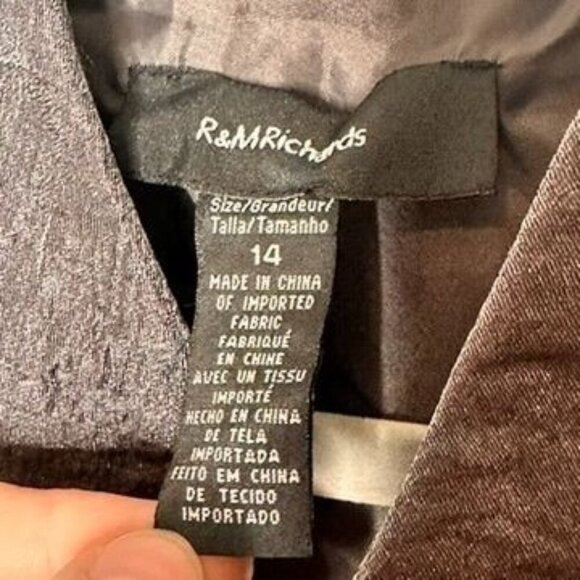 R&MRichards
Size/Grandeur/
Talla/Tamanho
14
MADE IN CHINA
OF IMPORTED
FABRIC
FABRIQUÉ
EN CHINE
AVEC UN TISSU
IMPORTÉ
HECHO EN CHINA
DE TELA
IMPORTADA
FEITO EM CHINA
DE TECIDO
IMPORTADO